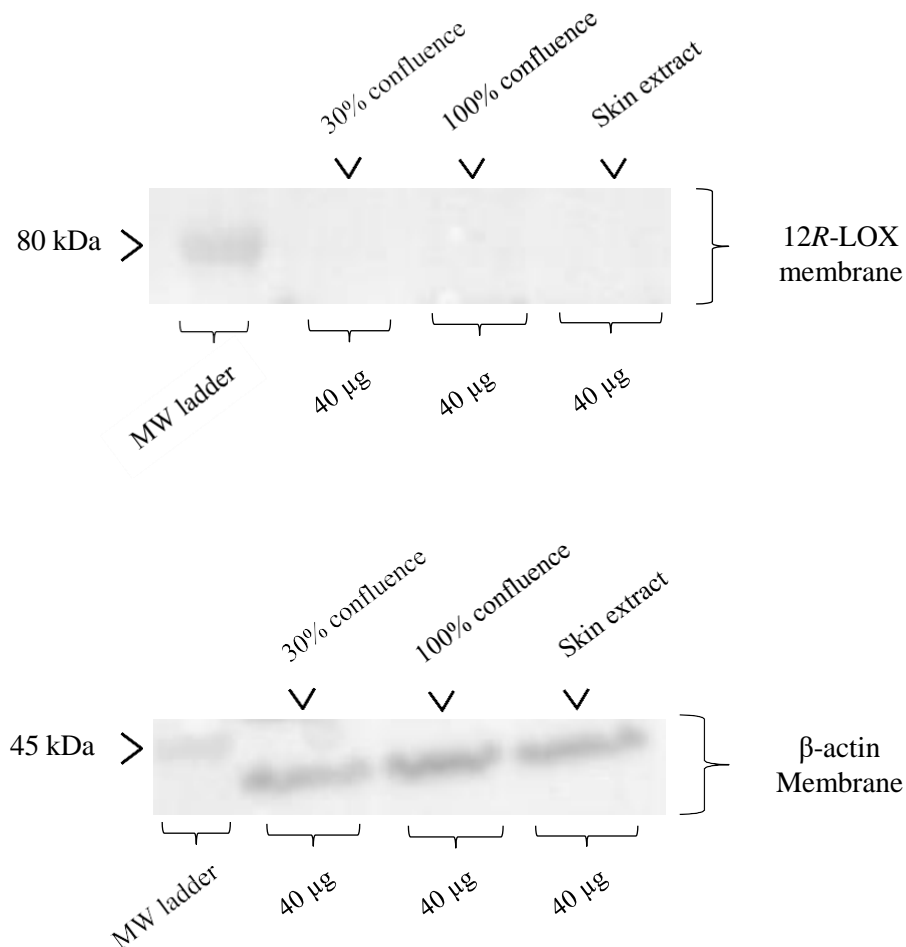 30% confluence
100% confluence
Skin extract
80 kDa
12R-LOX
membrane
MW ladder
40 µg
40 µg
40 µg
30% confluence
100% confluence
Skin extract
45 kDa
β-actin
Membrane
MW ladder
40 µg
40 µg
40 µg